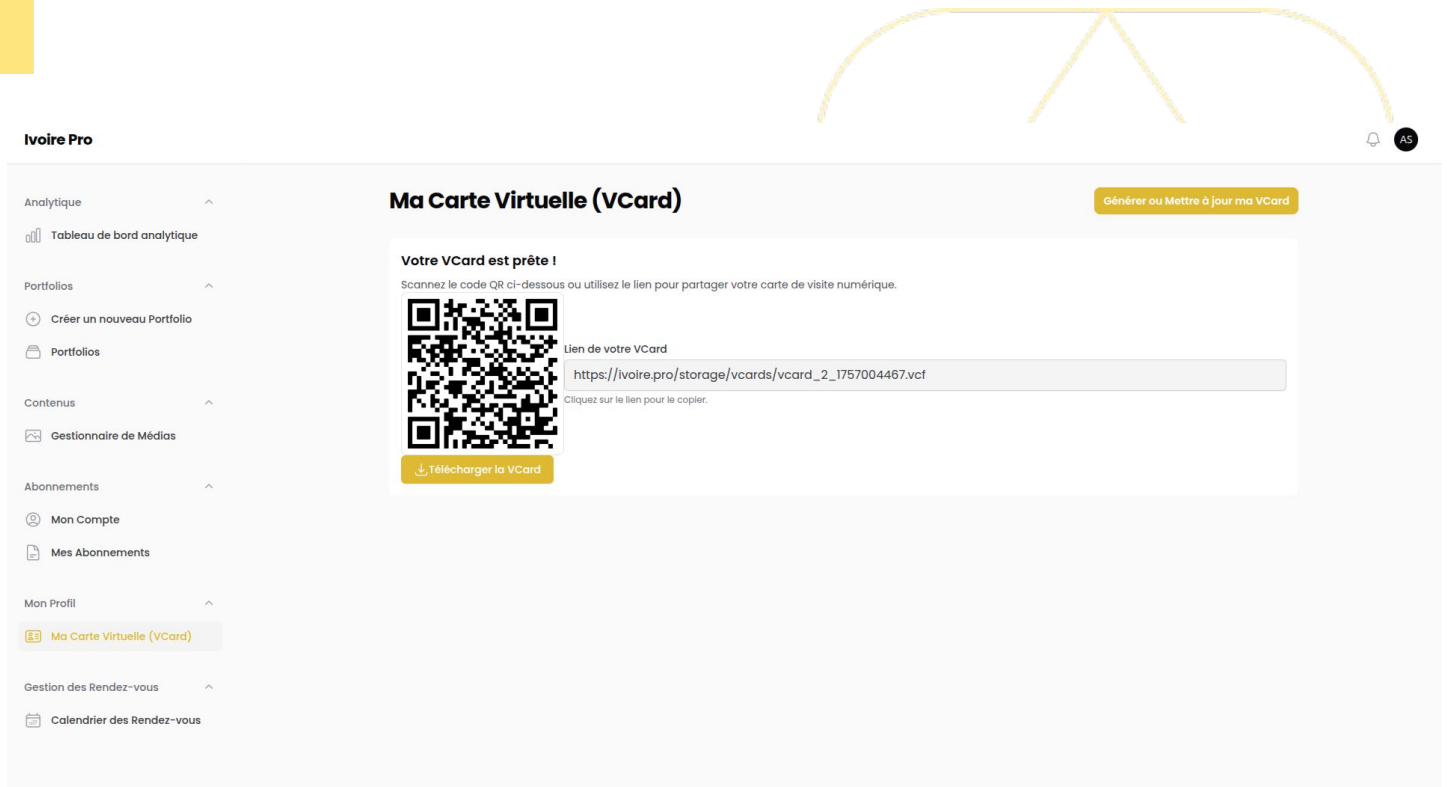 Ivoire Pro
AS
Analytique
Tableau de bord analytique
Portfolios
Créer un nouveau Portfolio
Portfolios
Contenus
Gestionnaire de Médias
Abonnements
Mon Compte
Mes Abonnements
Mon Profil
Ma Carte Virtuelle (VCard)
Gestion des Rendez-vous
Calendrier des Rendez-vous
Ma Carte Virtuelle (VCard)
Générer ou Mettre à jour ma VCard
Votre VCard est prête !
Scannez le code QR ci-dessous ou utilisez le lien pour partager votre carte de visite numérique.
Lien de votre VCard
https://ivoire.pro/storage/vcards/vcard_2_1757004467.vcf
Cliquez sur le lien pour le copier.
Télécharger la VCard